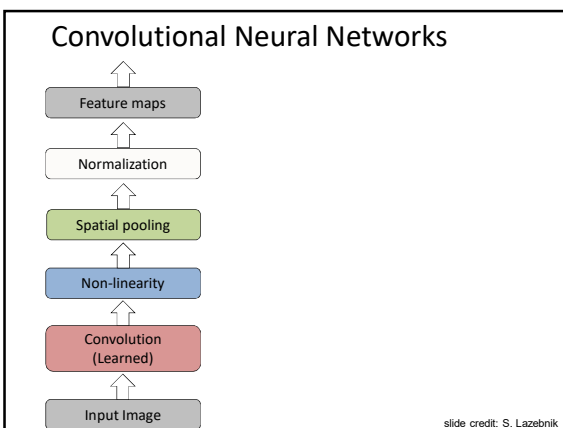 Convolutional Neural Networks
Feature maps
Normalization
Spatial pooling
Non-linearity
Convolution
(Learned)
Input Image
slide credit: S. Lazebnik